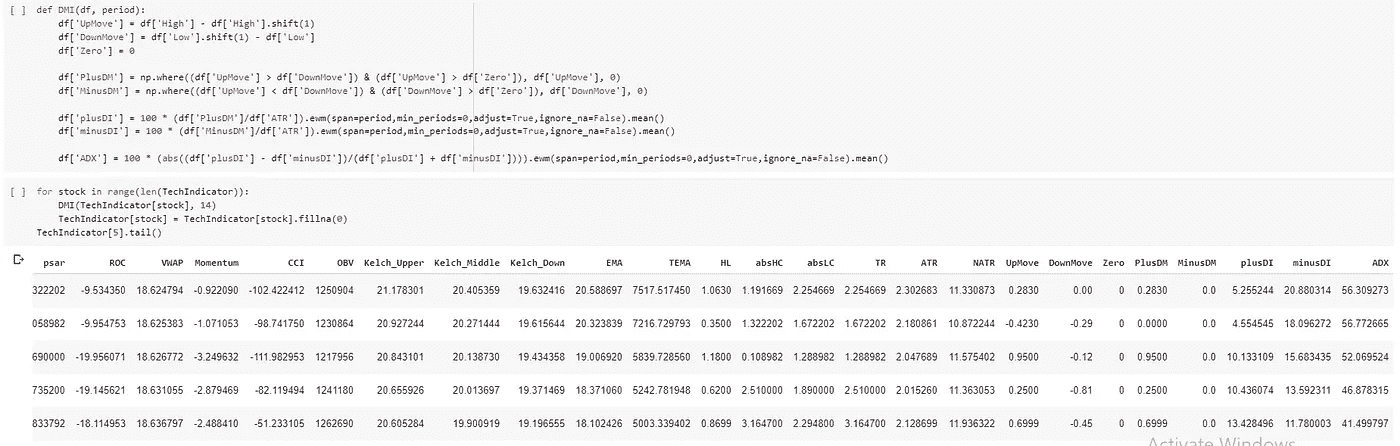 [ ] def DMI(df, period):
df['UpMove'] = df['High'] - df['High'].shift(1)
df['DownMove'] = df['Low'].shift(1) - df['Low']
df['Zero'] = 0
df['PlusDM'] = np.where((df['UpMove'] > df['DownMove']) & (df['UpMove'] > df['Zero']), df['UpMove'], 0)
df['MinusDM'] = np.where((df['UpMove'] < df['DownMove']) & (df['DownMove'] > df['Zero']), df['DownMove'], 0)
df['plusDI'] = 100 * (df['PlusDM']/df['ATR']).ewm(span=period,min_periods=0,adjust=True,ignore_na=False).mean()
df['minusDI'] = 100 * (df['MinusDM']/df['ATR']).ewm(span=period,min_periods=0,adjust=True,ignore_na=False).mean()
df['ADX'] = 100 * (abs((df['plusDI'] - df['minusDI'])/(df['plusDI'] + df['minusDI']))).ewm(span=period,min_periods=0,adjust=True,ignore_na=False).mean()
[ ] for stock in range(len(TechIndicator)):
DMI(TechIndicator[stock], 14)
TechIndicator[stock] = TechIndicator[stock].fillna(0)
TechIndicator[5].tail()
psar ROC VWAP Momentum CCI OBV Kelch_Upper Kelch_Middle Kelch_Down EMA TEMA HL absHC absLC TR ATR NATR UpMove DownMove Zero PlusDM MinusDM plusDI minusDI ADX
322202 -9.534350 18.624794 -0.922090 -102.422412 1250904 21.178301 20.405359 19.632416 20.588697 7517.517450 1.0630 1.191669 2.254669 2.254669 2.302683 11.330873 0.2830 0.00 0 0.2830 0.0 5.255244 20.880314 56.309273
058982 -9.954753 18.625383 -1.071053 -98.741750 1230864 20.927244 20.271444 19.615644 20.323839 7216.729793 0.3500 1.322202 1.672202 1.672202 2.180861 10.872244 -0.4230 -0.29 0 0.0000 0.0 4.554545 18.096272 56.772665
690000 -19.956071 18.626772 -3.249632 -111.982953 1217956 20.843101 20.138730 19.434358 19.006920 5839.728560 1.1800 0.108982 1.288982 1.288982 2.047689 11.575402 0.9500 -0.12 0 0.9500 0.0 10.133109 15.683435 52.069524
735200 -19.145621 18.631055 -2.879469 -82.119494 1241180 20.655926 20.013697 19.371469 18.371060 5242.781948 0.6200 2.510000 1.890000 2.510000 2.015260 11.363053 0.2500 -0.81 0 0.2500 0.0 10.436074 13.592311 46.878315
833792 -18.114953 18.636797 -2.488410 -51.233105 1262690 20.605284 19.900919 19.196555 18.102426 5003.339402 0.8699 3.164700 2.294800 3.164700 2.128699 11.936322 0.6999 -0.45 0 0.6999 0.0 13.428496 11.780003 41.499797
Activate Windows